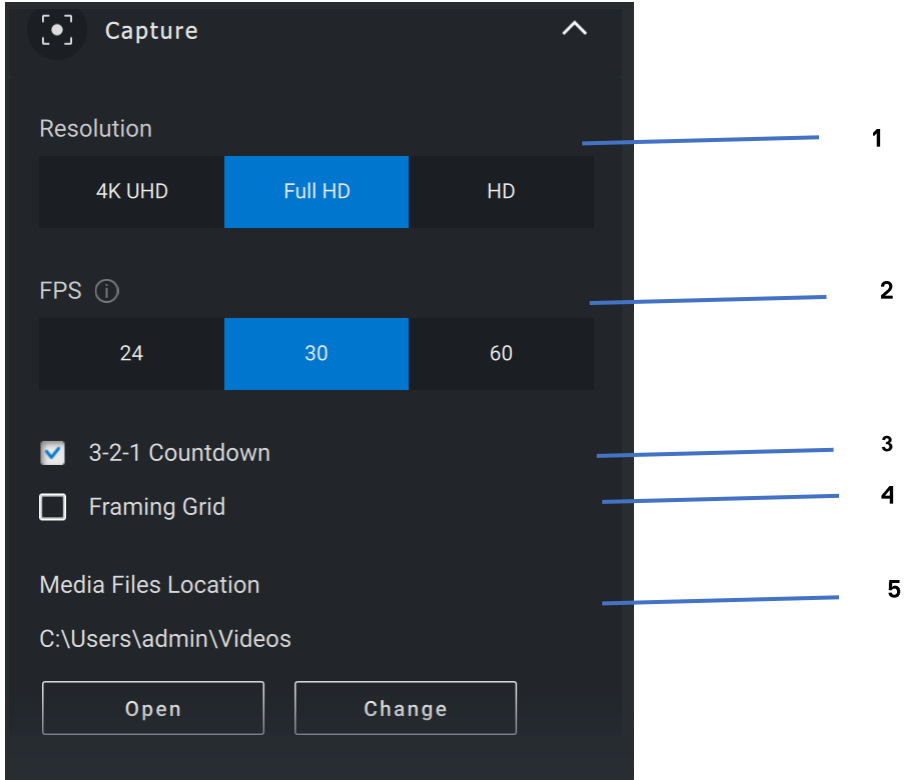 Capture
Resolution
1
4K UHD Full HD HD
FPS
2
24 30 60
3-2-1 Countdown
3
Framing Grid
4
Media Files Location
5
C:\Users\admin\Videos
Open Change